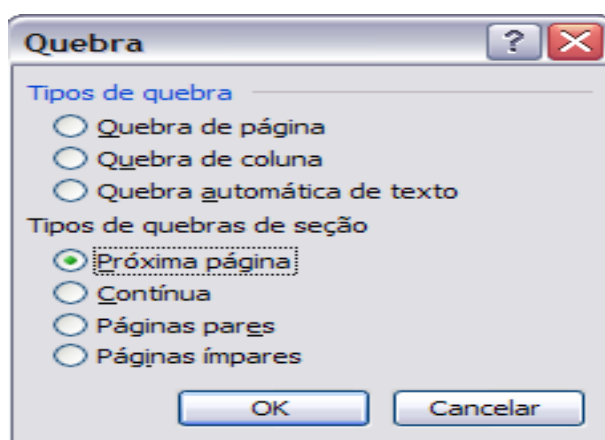 Quebra
Tipos de quebra
Quebra de página
Quebra de coluna
Quebra automática de texto
Tipos de quebras de seção
Próxima página
Contínua
Páginas pares
Páginas ímpares
OK Cancelar